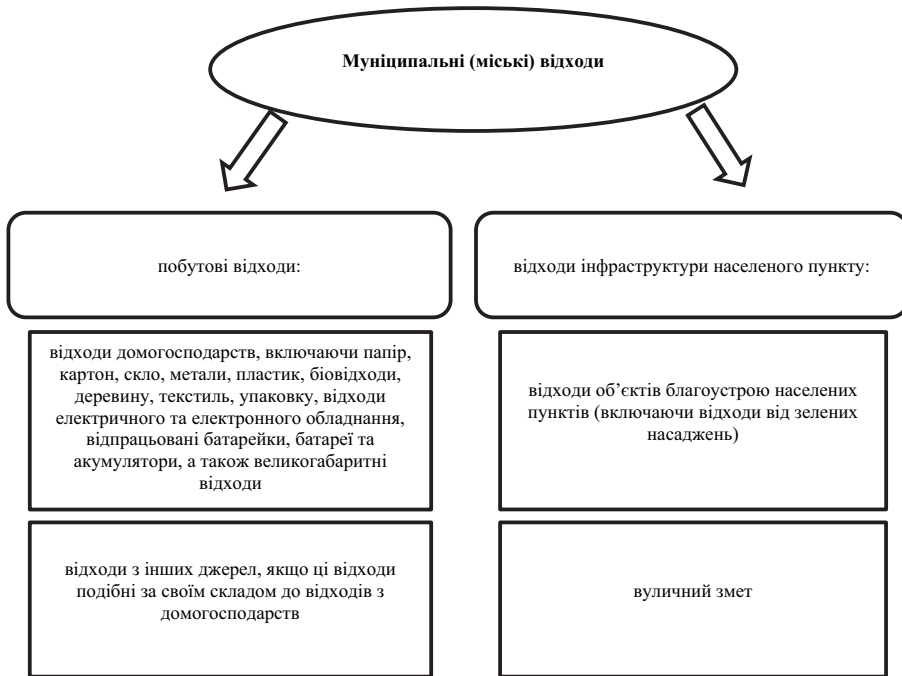 Муніципальні (міські) відходи
побутові відходи:
відходи інфраструктури населеного пункту:
відходи домогосподарств, включаючи папір,
картон, скло, метали, пластик, біовідходи,
деревину, текстиль, упаковку, відходи
електричного та електронного обладнання,
відпрацьовані батарейки, батареї та
акумулятори, а також великогабаритні
відходи
відходи об’єктів благоустрою населених
пунктів (включаючи відходи від зелених
насаджень)
відходи з інших джерел, якщо ці відходи
подібні за своїм складом до відходів з
домогосподарств
вуличний змет